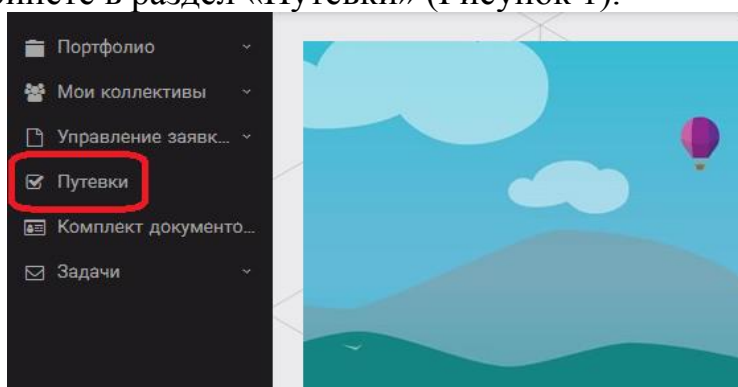 в раздел «Путевки» (Рисунок 1).
Портфолио
Мои коллективы
Управление заявк...
Путевки
Комплект документо...
Задачи